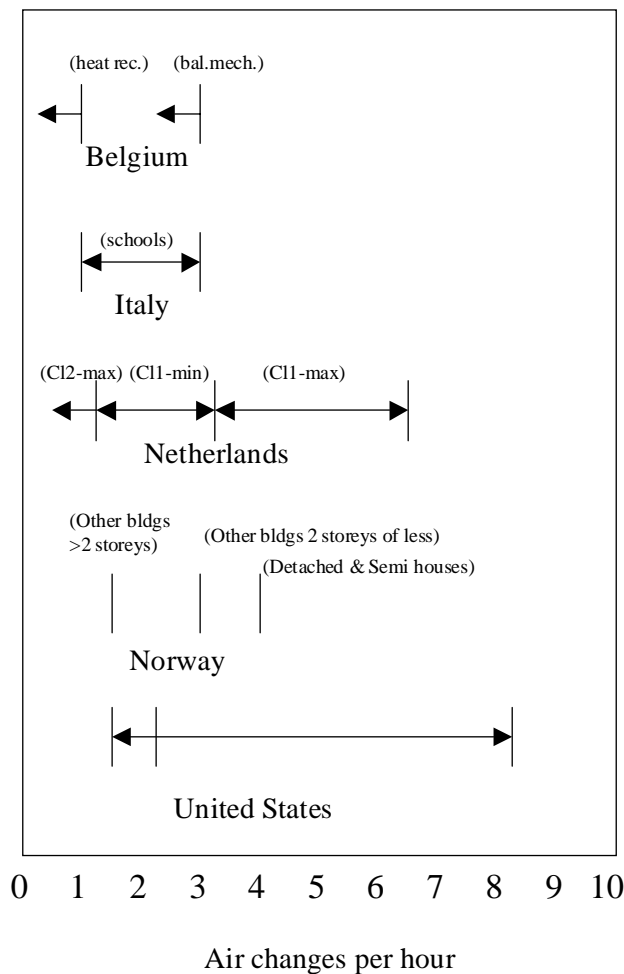 (heat rec.) (bal.mech.)
Belgium
(schools)
Italy
(Cl2-max) (Cl1-min) (Cl1-max)
Netherlands
(Other bldgs
>2 storeys)
(Other bldgs 2 storeys of less)
(Detached & Semi houses)
Norway
United States
0 1 2 3 4 5 6 7 8 9 10
Air changes per hour